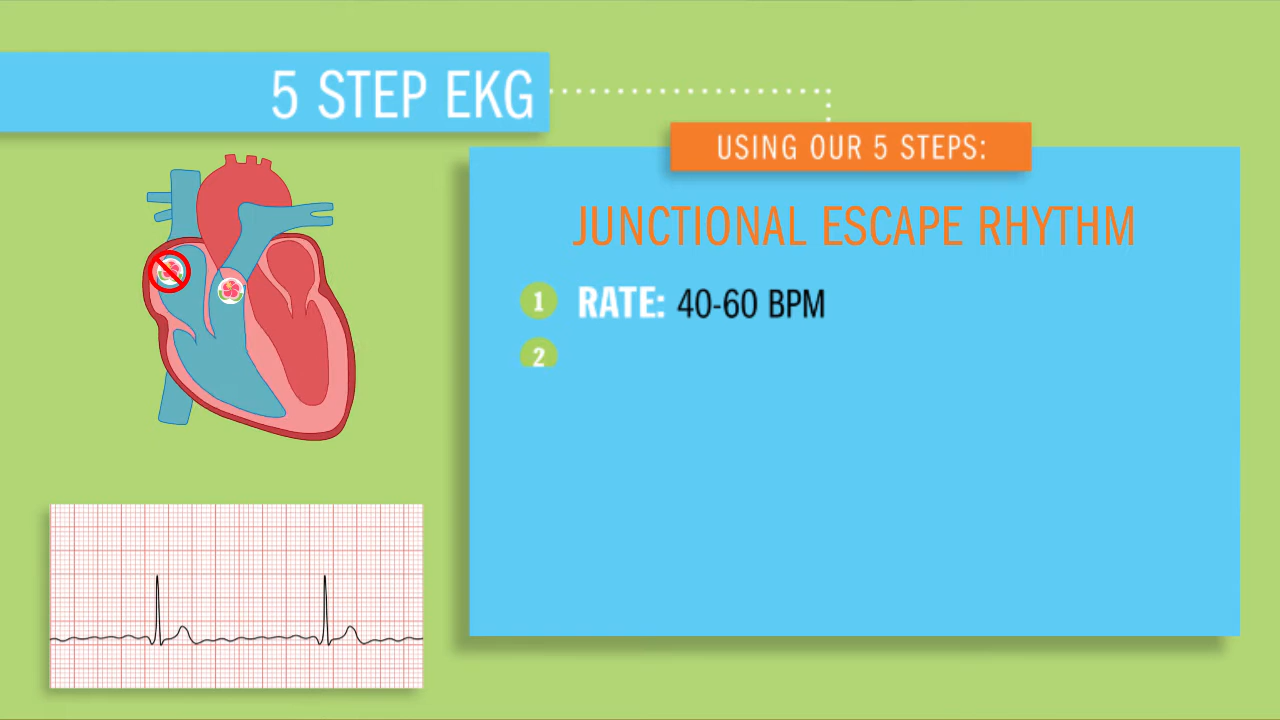 5 STEP EKG
USING OUR 5 STEPS:
JUNCTIONAL ESCAPE RHYTHM
1 RATE: 40-60 BPM
2